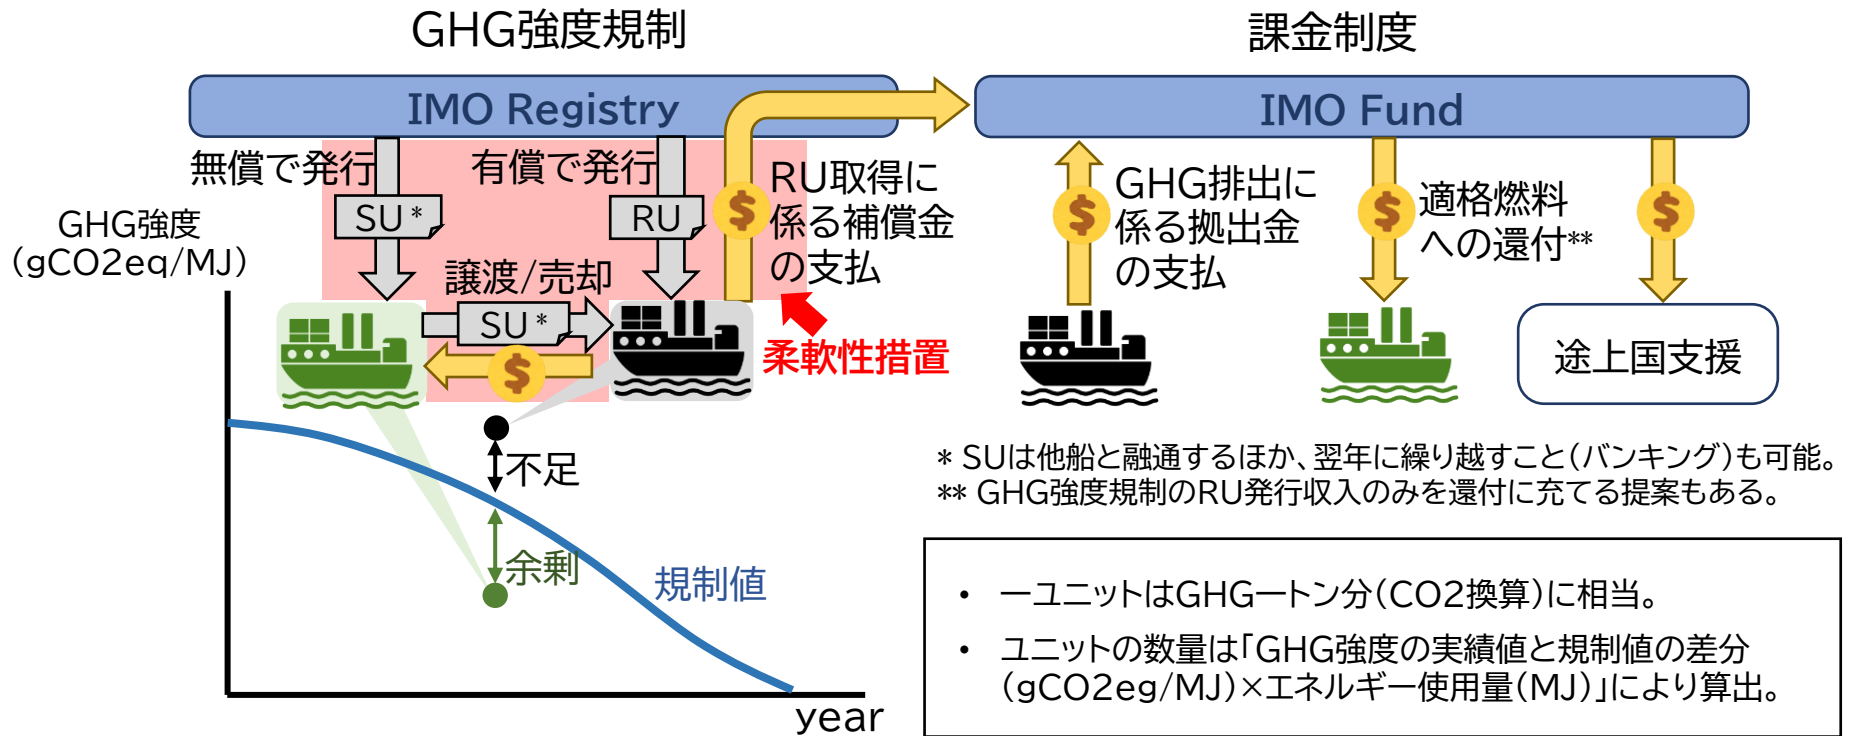 GHG強度規制
課金制度
IMO Registry
IMO Fund
無償で発行
有償で発行
SU*
RU
RU取得に
係る補償金
の支払
GHG排出に
係る拠出金
の支払
適格燃料
への還付**
GHG強度
(gCO2eq/MJ)
譲渡/売却
SU*
柔軟性措置
途上国支援
不足
余剰
規制値
year
* SUは他船と融通するほか、翌年に繰り越すこと(バンキング)も可能。
** GHG強度規制のRU発行収入のみを還付に充てる提案もある。
• 一ユニットはGHG一トン分(CO2換算)に相当。
• ユニットの数量は「GHG強度の実績値と規制値の差分
(gCO2eg/MJ)×エネルギー使用量(MJ)」により算出。